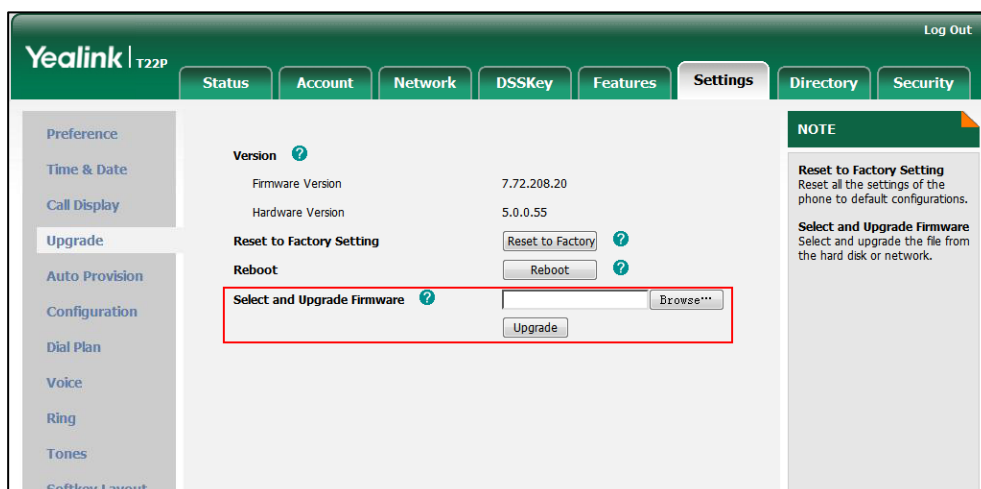 Log Out
Yealink | T22P
Status Account Network DSSKey Features Settings Directory Security
Preference
Time & Date
Call Display
Upgrade
Auto Provision
Configuration
Dial Plan
Voice
Ring
Tones
Softkey Layout
Version ?
Firmware Version 7.72.208.20
Hardware Version 5.0.0.55
Reset to Factory Setting Reset to Factory ?
Reboot Reboot ?
Select and Upgrade Firmware ? Browse...
Upgrade
NOTE
Reset to Factory Setting
Reset all the settings of the
phone to default configurations.
Select and Upgrade Firmware
Select and upgrade the file from
the hard disk or network.